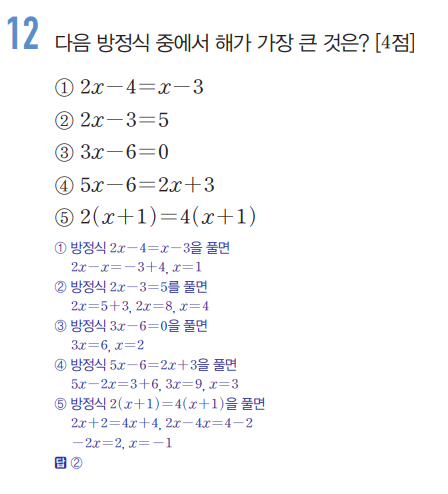 12 다음 방정식 중에서 해가 가장 큰 것은? [4점]
① 2x-4=x-3
② 2x-3=5
③ 3x-6=0
④ 5x-6=2x+3
⑤ 2(x+1)=4(x+1)
① 방정식 2x-4=x-3을 풀면
2x-x=-3+4, x=1
② 방정식 2x-3=5를 풀면
2x=5+3, 2x=8, x=4
③ 방정식 3x-6=0을 풀면
3x=6, x=2
④ 방정식 5x-6=2x+3을 풀면
5x-2x=3+6, 3x=9, x=3
⑤ 방정식 2(x+1)=4(x+1)을 풀면
2x+2=4x+4, 2x-4x=4-2
-2x=2, x=-1
답 ②